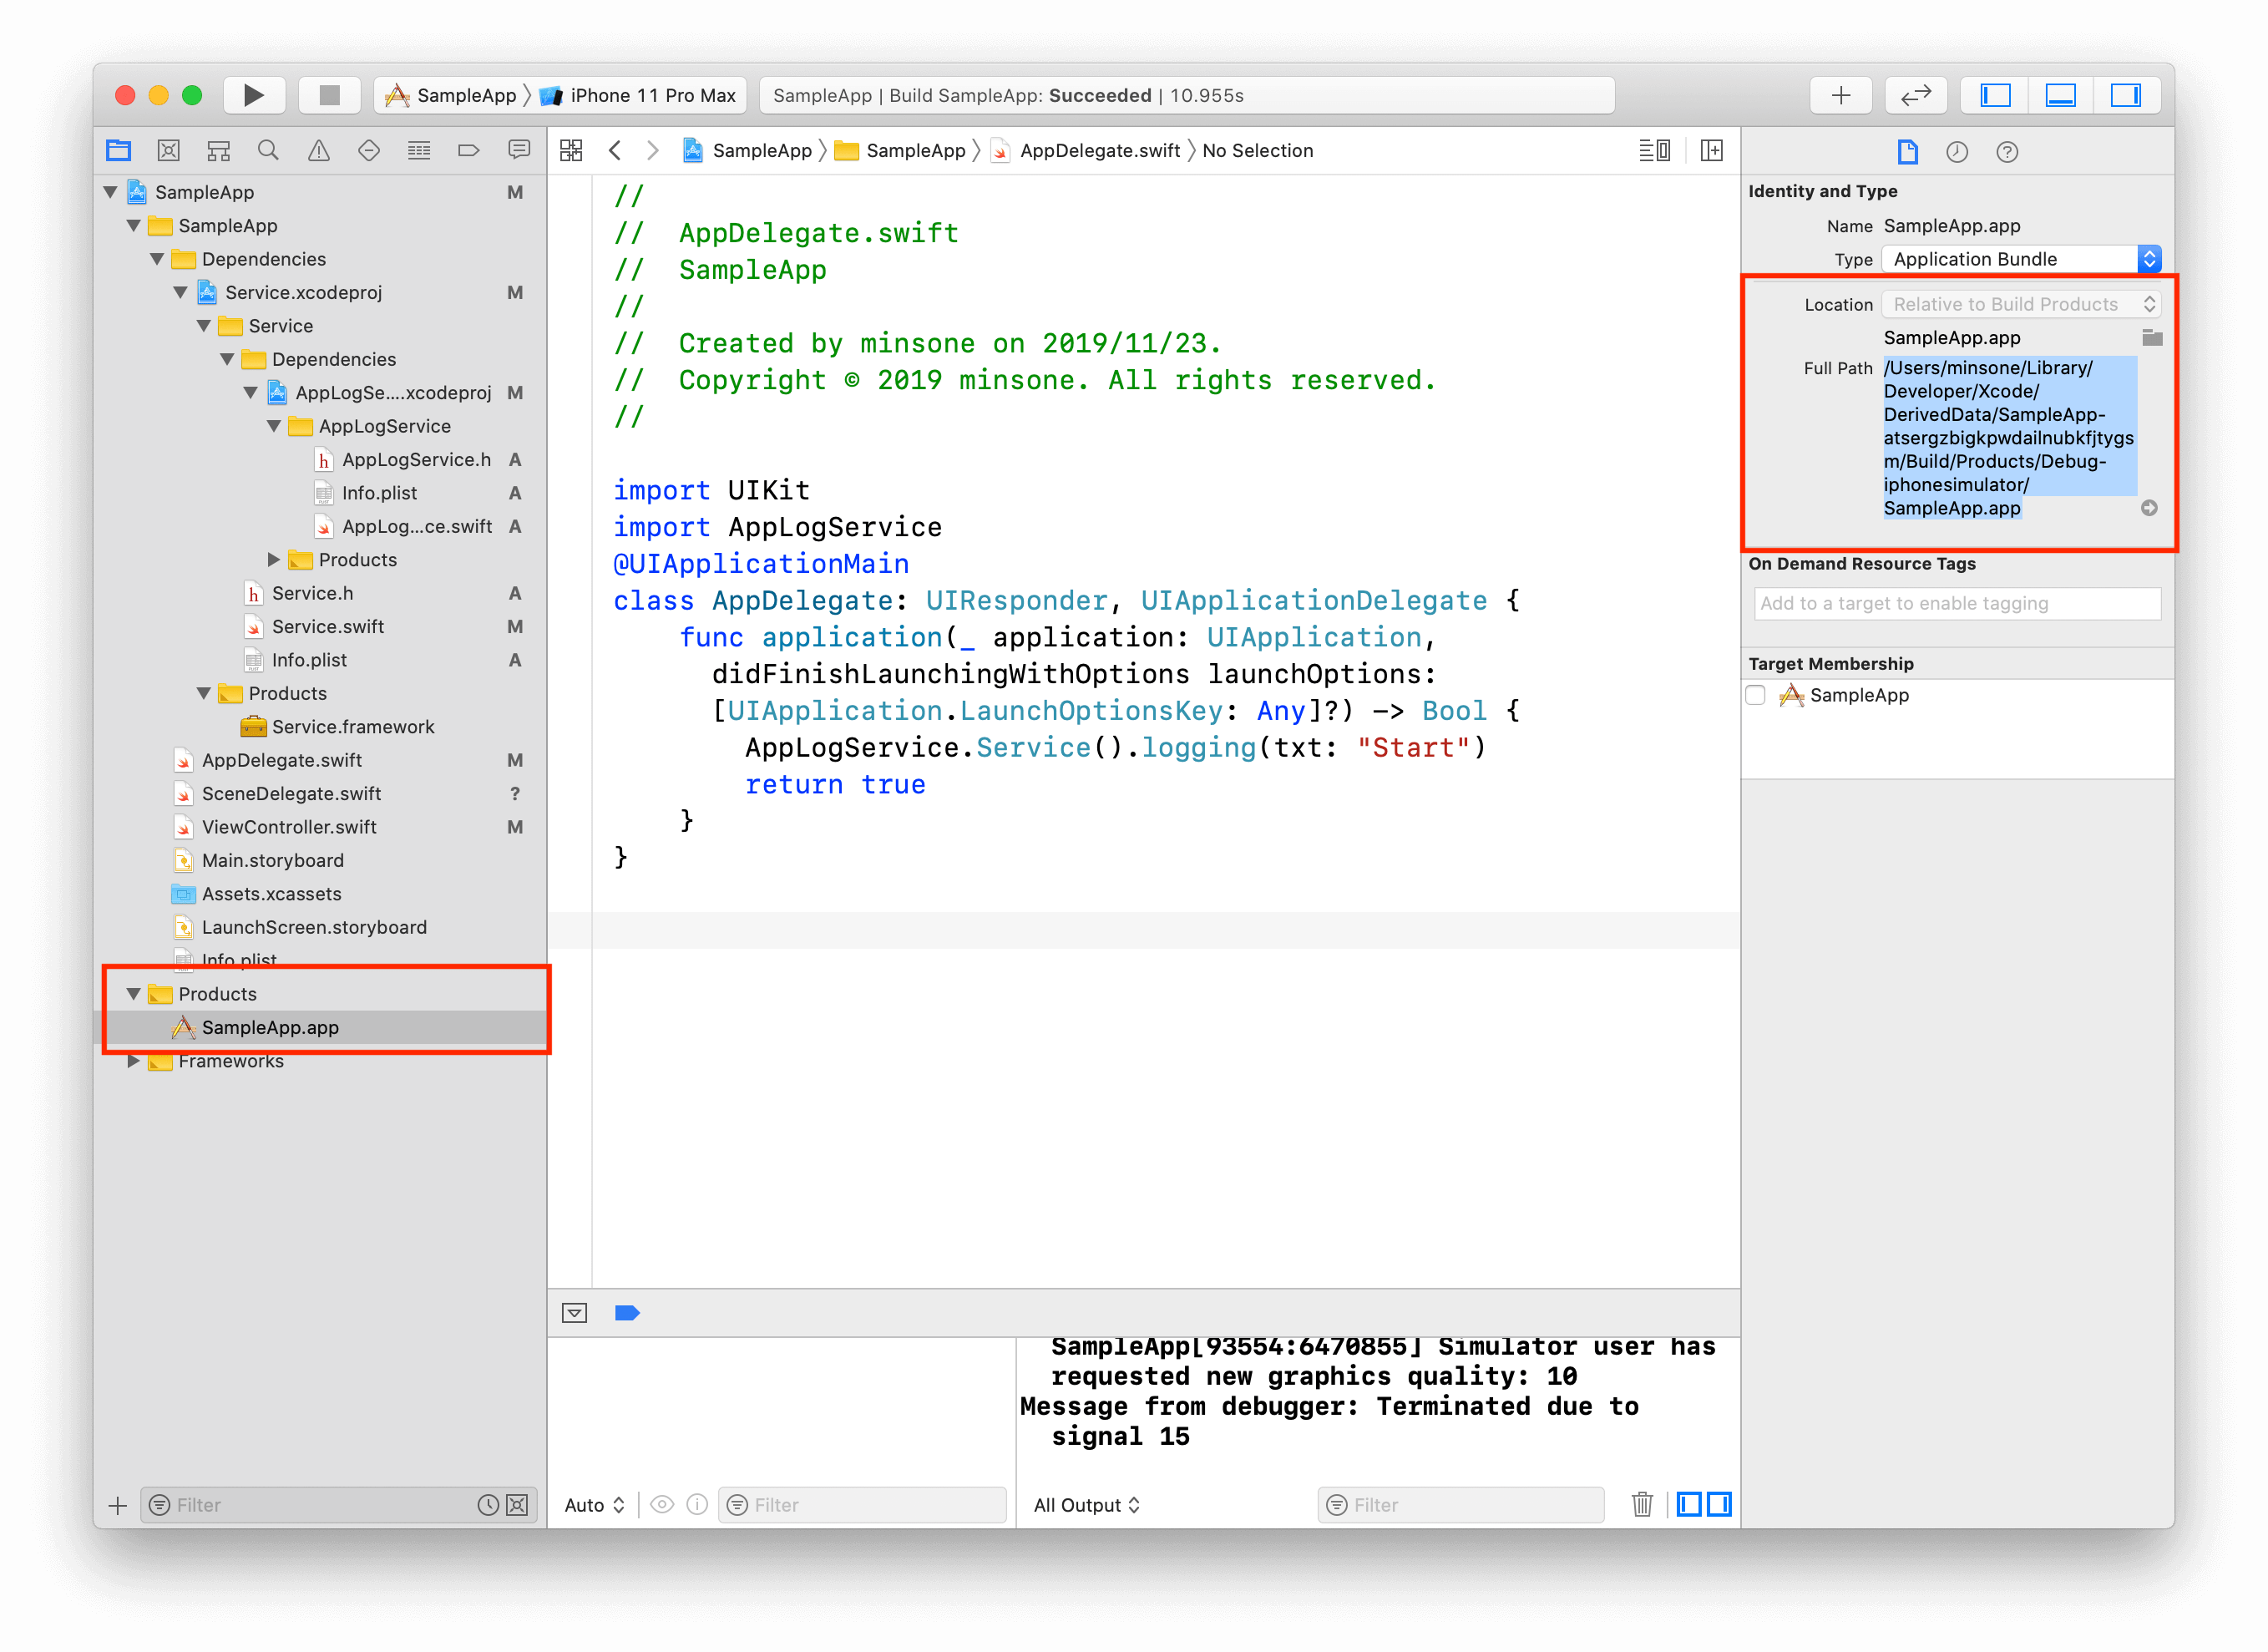 SampleApp
iPhone 11 Pro Max
SampleApp | Build SampleApp: Succeeded | 10.955s
SampleApp M
SampleApp
Dependencies
Service.xcodeproj M
Service
Dependencies
AppLogSe....xcodeproj M
AppLogService
h AppLogService.h A
Info.plist A
AppLog...ce.swift A
Products
h Service.h A
Service.swift M
Info.plist A
Products
Service.framework
AppDelegate.swift M
SceneDelegate.swift ?
ViewController.swift M
Main.storyboard
Assets.xcassets
LaunchScreen.storyboard
Info.plist
Products
SampleApp.app
Frameworks
Filter
SampleApp SampleApp AppDelegate.swift No Selection
//
//  AppDelegate.swift
//  SampleApp
//
//  Created by minsone on 2019/11/23.
//  Copyright © 2019 minsone. All rights reserved.
//
import UIKit
import AppLogService
@UIApplicationMain
class AppDelegate: UIResponder, UIApplicationDelegate {
func application(_ application: UIApplication,
didFinishLaunchingWithOptions launchOptions:
[UIApplication.LaunchOptionsKey: Any]?) -> Bool {
AppLogService.Service().logging(txt: "Start")
return true
}
}
Auto
Filter
SampleApp[93554:6470855] Simulator user has
requested new graphics quality: 10
Message from debugger: Terminated due to
signal 15
All Output
Filter
Identity and Type
Name SampleApp.app
Type Application Bundle
Location Relative to Build Products
SampleApp.app
Full Path /Users/minsone/Library/
Developer/Xcode/
DerivedData/SampleApp-
atsergzbigkpwdailnubkfjtygs
m/Build/Products/Debug-
iphonesimulator/
SampleApp.app
On Demand Resource Tags
Add to a target to enable tagging
Target Membership
SampleApp